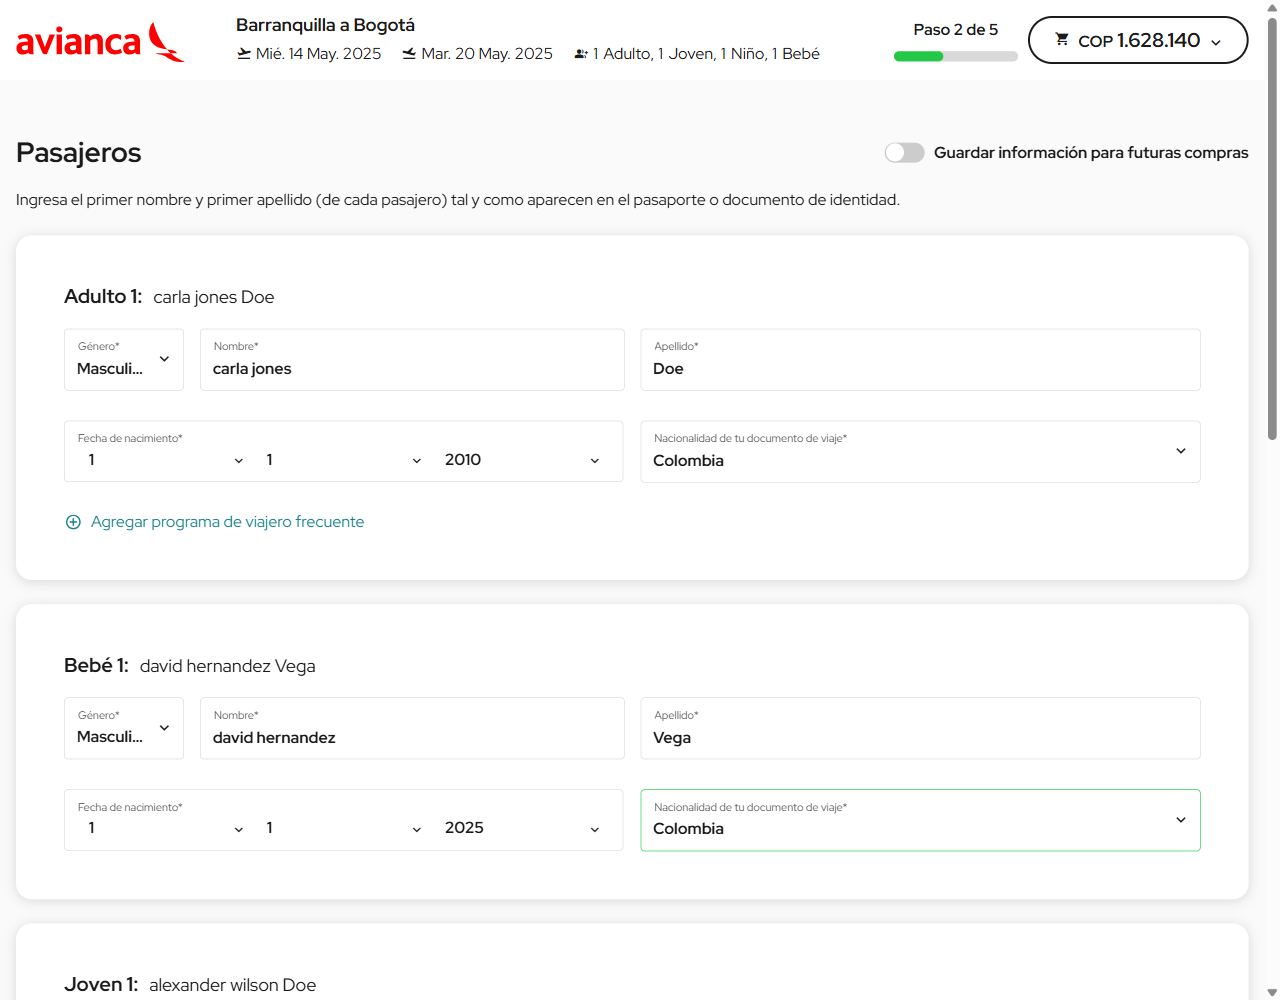 avianca
Barranquilla a Bogotá
Mié. 14 May. 2025 Mar. 20 May. 2025 1 Adulto, 1 Joven, 1 Niño, 1 Bebé
Paso 2 de 5
COP 1.628.140
Pasajeros
Guardar información para futuras compras
Ingresa el primer nombre y primer apellido (de cada pasajero) tal y como aparecen en el pasaporte o documento de identidad.
Adulto 1: carla jones Doe
Género* Nombre* Apellido*
Masculi... carla jones Doe
Fecha de nacimiento* Nacionalidad de tu documento de viaje*
1 1 2010 Colombia
Agregar programa de viajero frecuente
Bebé 1: david hernandez Vega
Género* Nombre* Apellido*
Masculi... david hernandez Vega
Fecha de nacimiento* Nacionalidad de tu documento de viaje*
1 1 2025 Colombia
Joven 1: alexander wilson Doe